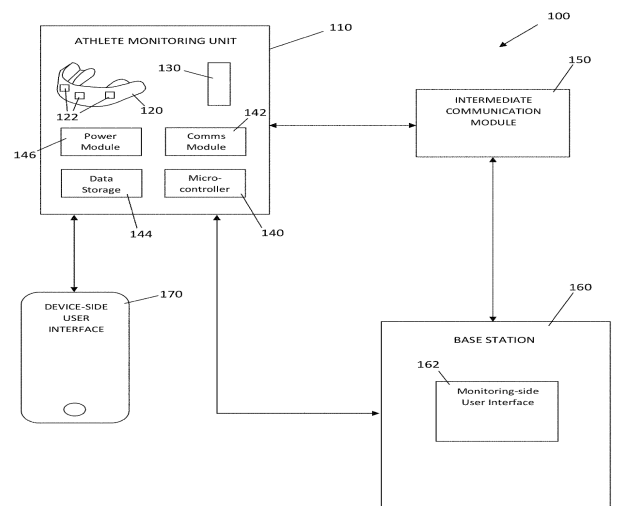 100
ATHLETE MONITORING UNIT
110
130
150
INTERMEDIATE
COMMUNICATION
MODULE
122
120
142
146
Power
Module
Comms
Module
Data
Storage
Micro-
controller
144
140
170
DEVICE-SIDE
USER
INTERFACE
160
BASE STATION
162
Monitoring-side
User Interface